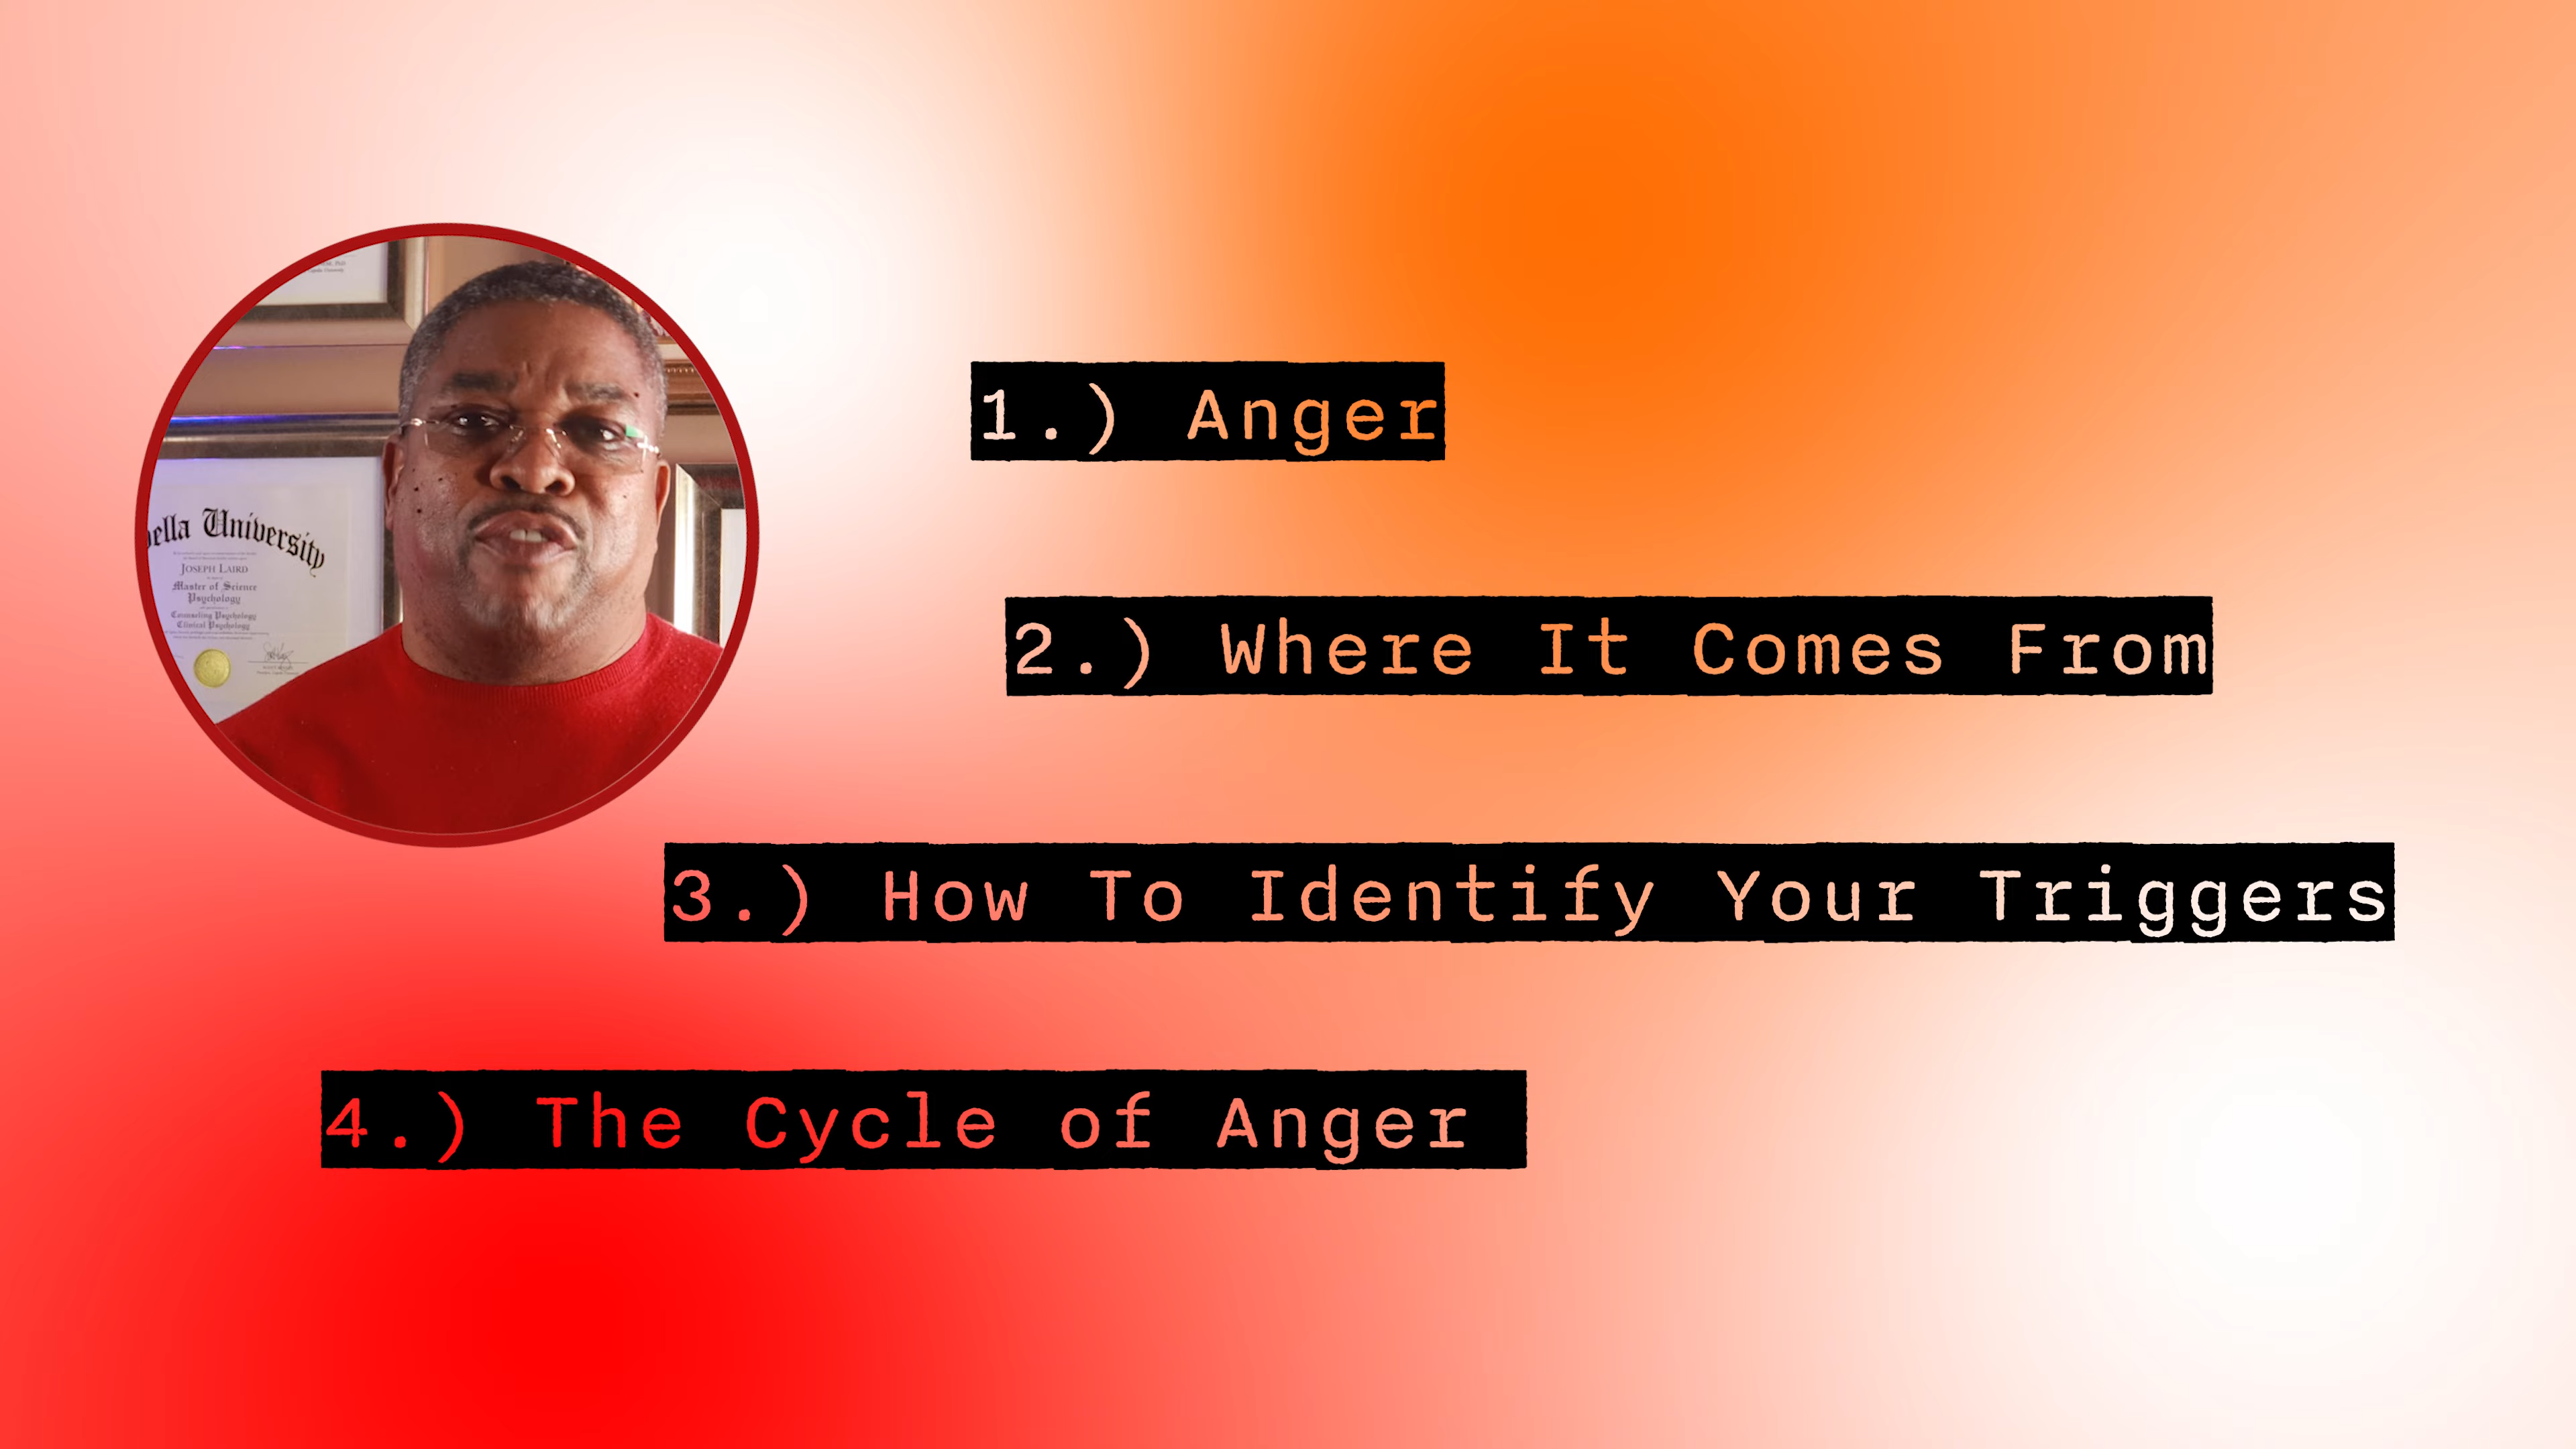 ella University
JOSEPH LAIRD
Master of Science
Psychology
Counseling Psychology
Clinical Psychology
1.) Anger
2.) Where It Comes From
3.) How To Identify Your Triggers
4.) The Cycle of Anger